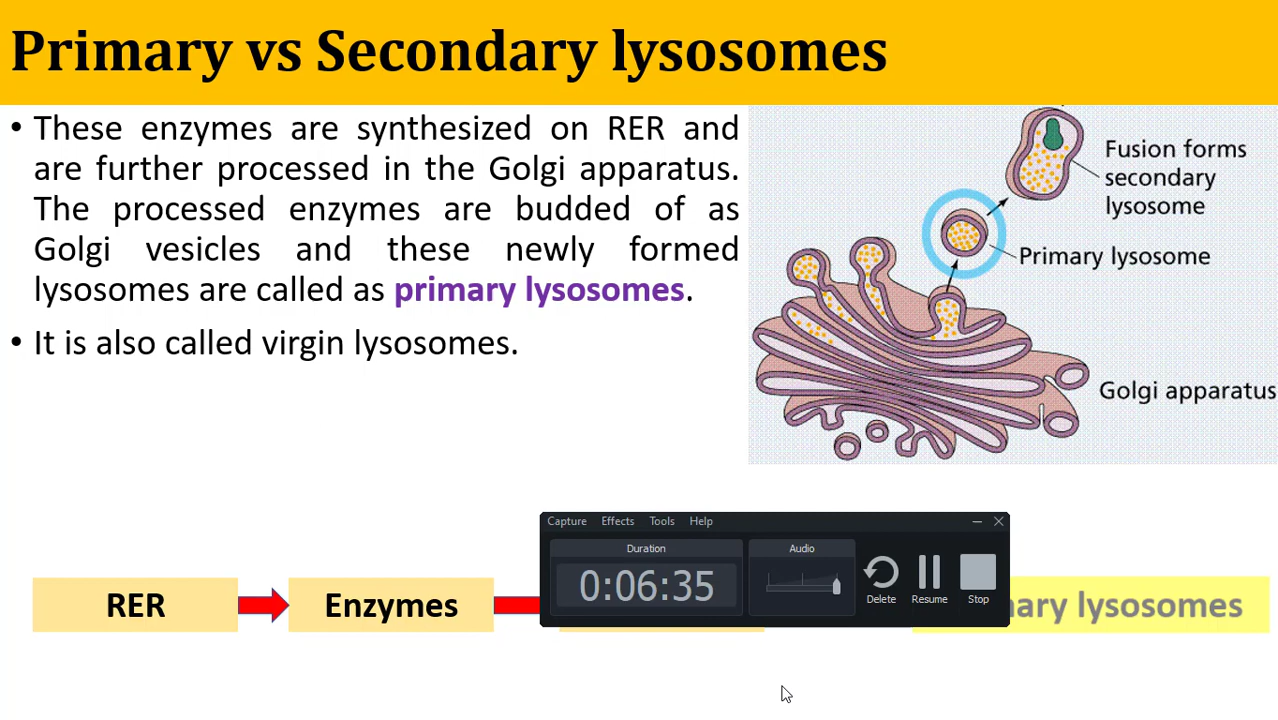 Primary vs Secondary lysosomes
• These enzymes are synthesized on RER and
are further processed in the Golgi apparatus.
The processed enzymes are budded of as
Golgi vesicles and these newly formed
lysosomes are called as primary lysosomes.
• It is also called virgin lysosomes.
Fusion forms
secondary
lysosome
Primary lysosome
Golgi apparatus
Capture Effects Tools Help
Duration
0:06:35
Audio
Delete Resume Stop
RER
Enzymes
lysosomes